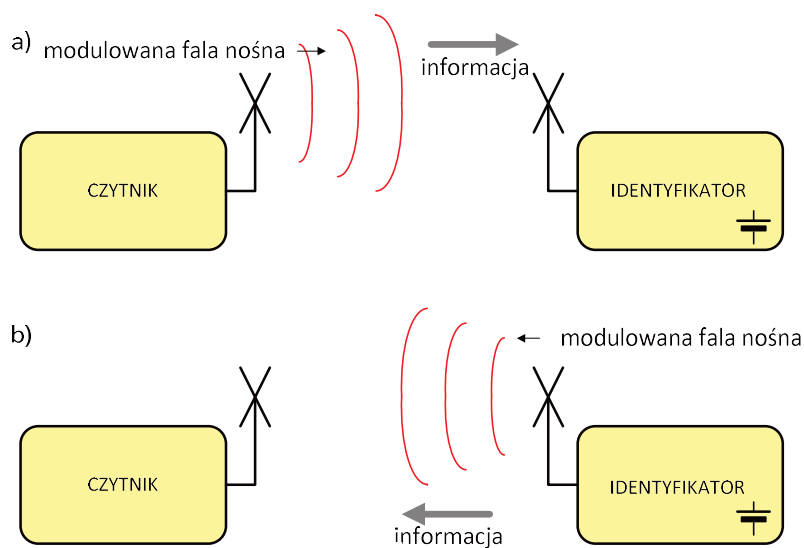 a)
modulowana fala nośna
informacja
CZYTNIK
IDENTYFIKATOR
b)
modulowana fala nośna
CZYTNIK
IDENTYFIKATOR
informacja